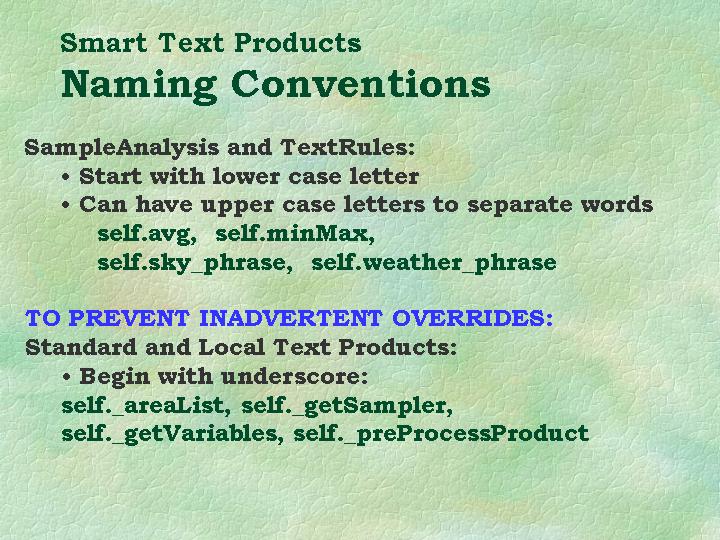 Smart Text Products
Naming Conventions
SampleAnalysis and TextRules:
• Start with lower case letter
• Can have upper case letters to separate words
self.avg, self.minMax,
self.sky_phrase, self.weather_phrase
TO PREVENT INADVERTENT OVERRIDES:
Standard and Local Text Products:
• Begin with underscore:
self._areaList, self._getSampler,
self._getVariables, self._preProcessProduct